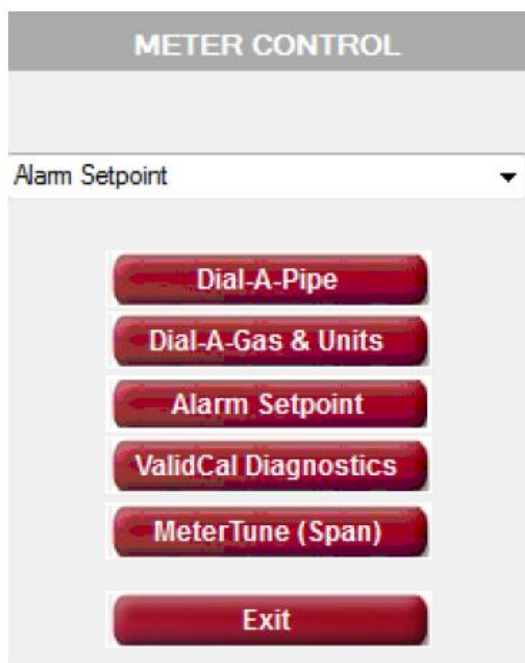 METER CONTROL
Alarm Setpoint
Dial-A-Pipe
Dial-A-Gas & Units
Alarm Setpoint
ValidCal Diagnostics
MeterTune (Span)
Exit